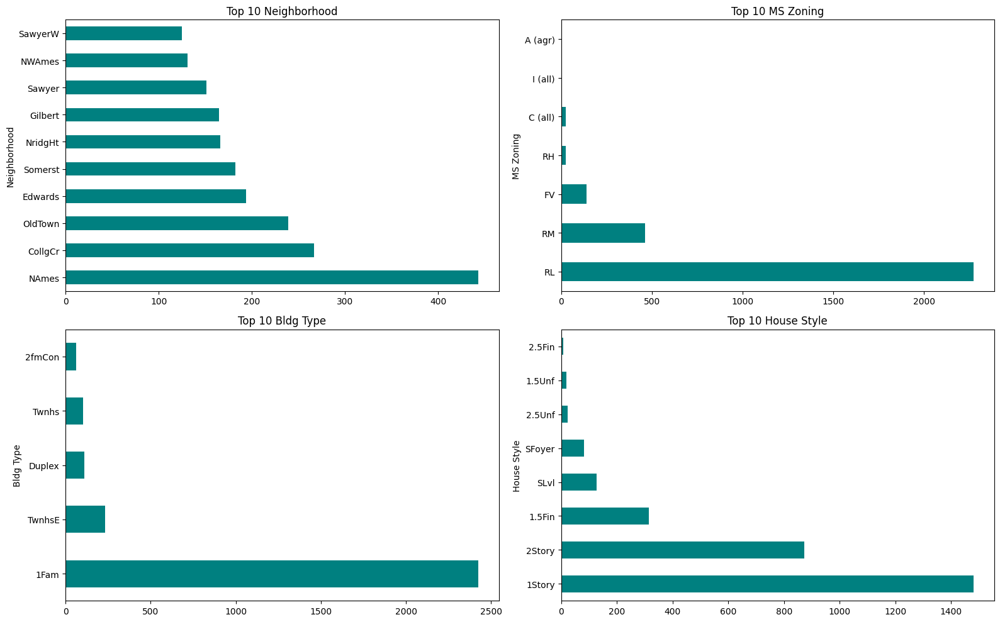 Top 10 Neighborhood
Neighborhood
SawyerW
NWAmes
Sawyer
Gilbert
NridgHt
Somerst
Edwards
OldTown
CollgCr
NAmes
0 100 200 300 400
Top 10 MS Zoning
MS Zoning
A (agr)
I (all)
C (all)
RH
FV
RM
RL
0 500 1000 1500 2000
Top 10 Bldg Type
Bldg Type
2fmCon
Twnhs
Duplex
TwnhsE
1Fam
0 500 1000 1500 2000 2500
Top 10 House Style
House Style
2.5Fin
1.5Unf
2.5Unf
SFoyer
SLvl
1.5Fin
2Story
1Story
0 200 400 600 800 1000 1200 1400